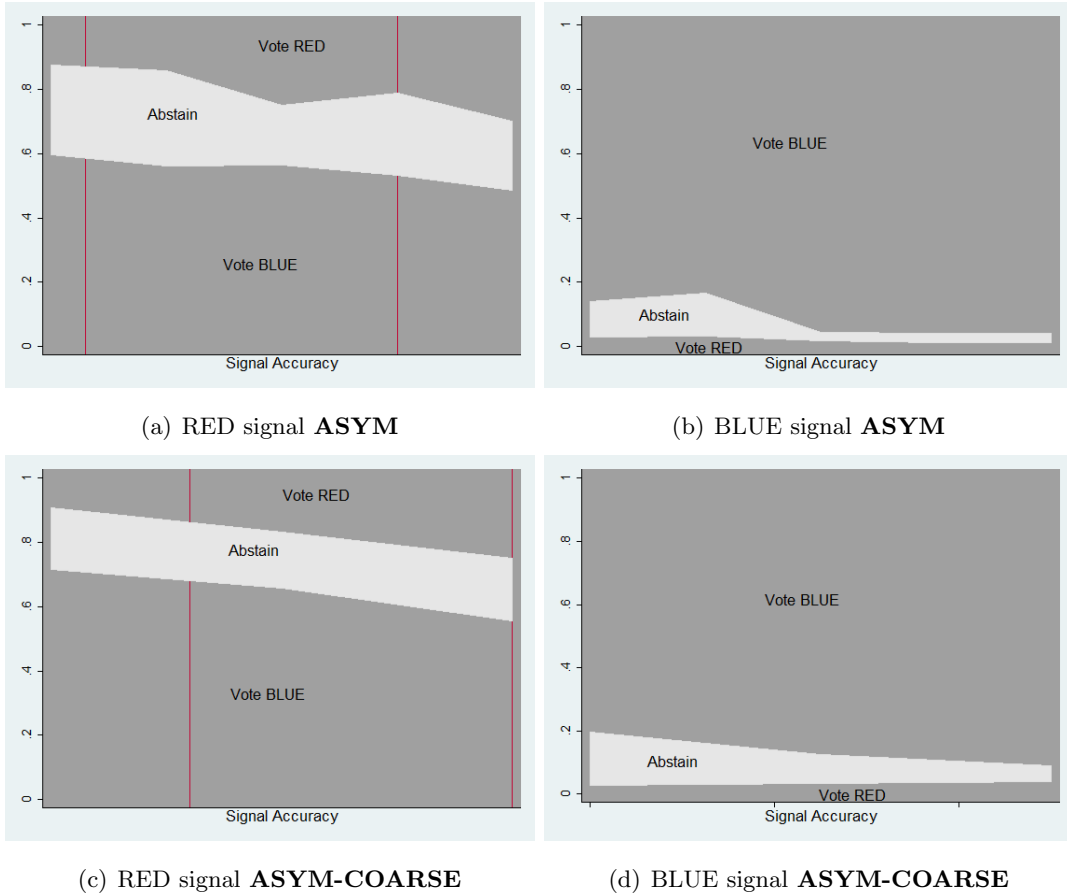 1
.8
.6
.4
.2
0
Vote RED
Abstain
Vote BLUE
Signal Accuracy
(a) RED signal ASYM
1
.8
.6
.4
.2
0
Vote BLUE
Abstain
Vote RED
Signal Accuracy
(b) BLUE signal ASYM
1
.8
.6
.4
.2
0
Vote RED
Abstain
Vote BLUE
Signal Accuracy
(c) RED signal ASYM-COARSE
1
.8
.6
.4
.2
0
Vote BLUE
Abstain
Vote RED
Signal Accuracy
(d) BLUE signal ASYM-COARSE